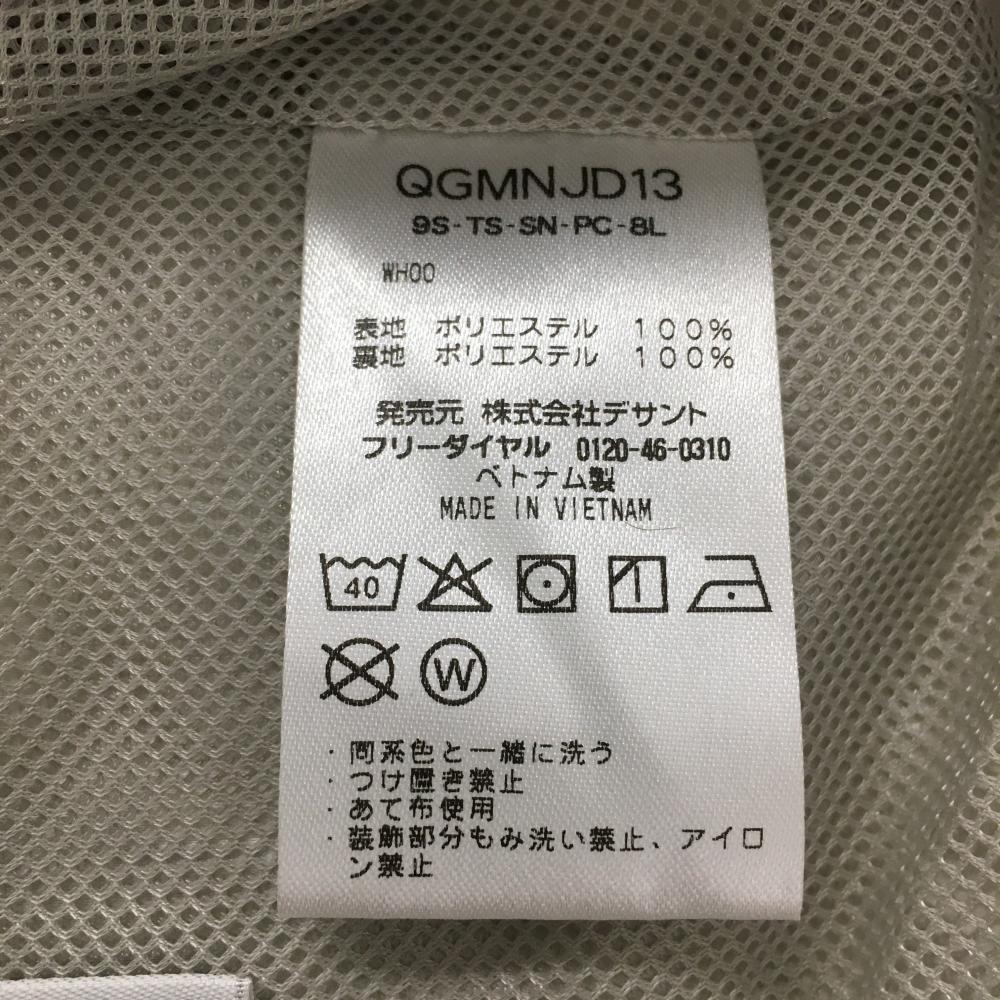 QGMNJD13
9S-TS-SN-PC-8L
WH00
表地 ポリエステル 100%
裏地 ポリエステル 100%
発売元 株式会社デサント
フリーダイヤル 0120-46-0310
ベトナム製
MADE IN VIETNAM
40
W
・同系色と一緒に洗う
・つけ置き禁止
・あて布使用
・装飾部分もみ洗い禁止、アイロ
ン禁止